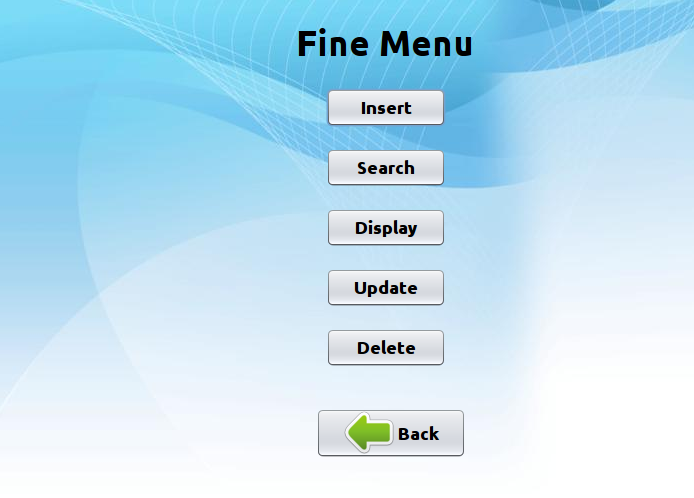 Fine Menu
Insert
Search
Display
Update
Delete
Back